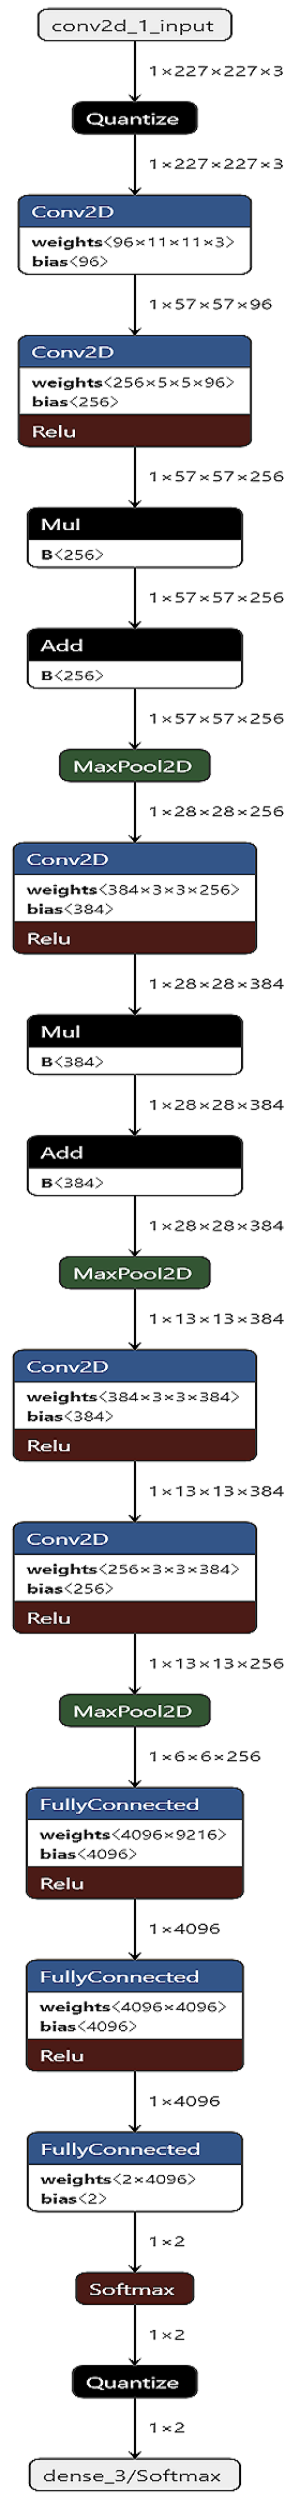 conv2d_1_input
1×227×227×3
Quantize
1×227×227×3
Conv2D
weights⟨96×11×11×3⟩
bias⟨96⟩
1×57×57×96
Conv2D
weights⟨256×5×5×96⟩
bias⟨256⟩
Relu
1×57×57×256
Mul
B⟨256⟩
1×57×57×256
Add
B⟨256⟩
1×57×57×256
MaxPool2D
1×28×28×256
Conv2D
weights⟨384×3×3×256⟩
bias⟨384⟩
Relu
1×28×28×384
Mul
B⟨384⟩
1×28×28×384
Add
B⟨384⟩
1×28×28×384
MaxPool2D
1×13×13×384
Conv2D
weights⟨384×3×3×384⟩
bias⟨384⟩
Relu
1×13×13×384
Conv2D
weights⟨256×3×3×384⟩
bias⟨256⟩
Relu
1×13×13×256
MaxPool2D
1×6×6×256
FullyConnected
weights⟨4096×9216⟩
bias⟨4096⟩
Relu
1×4096
FullyConnected
weights⟨4096×4096⟩
bias⟨4096⟩
Relu
1×4096
FullyConnected
weights⟨2×4096⟩
bias⟨2⟩
1×2
Softmax
1×2
Quantize
1×2
dense_3/Softmax